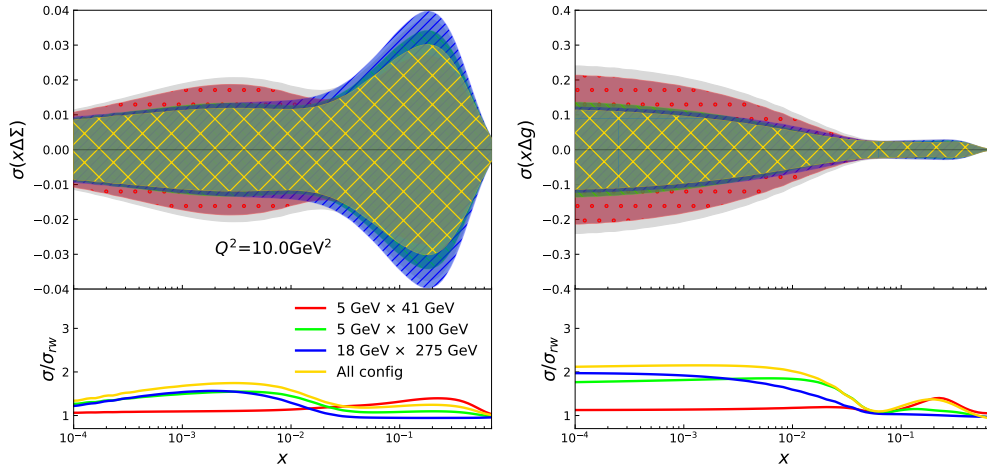 0.04
0.03
0.02
0.01
0.00
−0.01
−0.02
−0.03
−0.04
σ(xΔΣ)
Q²=10.0GeV²
3
2
1
σ/σrw
5 GeV × 41 GeV
5 GeV × 100 GeV
18 GeV × 275 GeV
All config
10⁻⁴ 10⁻³ 10⁻² 10⁻¹
x
0.4
0.3
0.2
0.1
0.0
−0.1
−0.2
−0.3
−0.4
σ(xΔg)
3
2
1
σ/σrw
10⁻⁴ 10⁻³ 10⁻² 10⁻¹
x